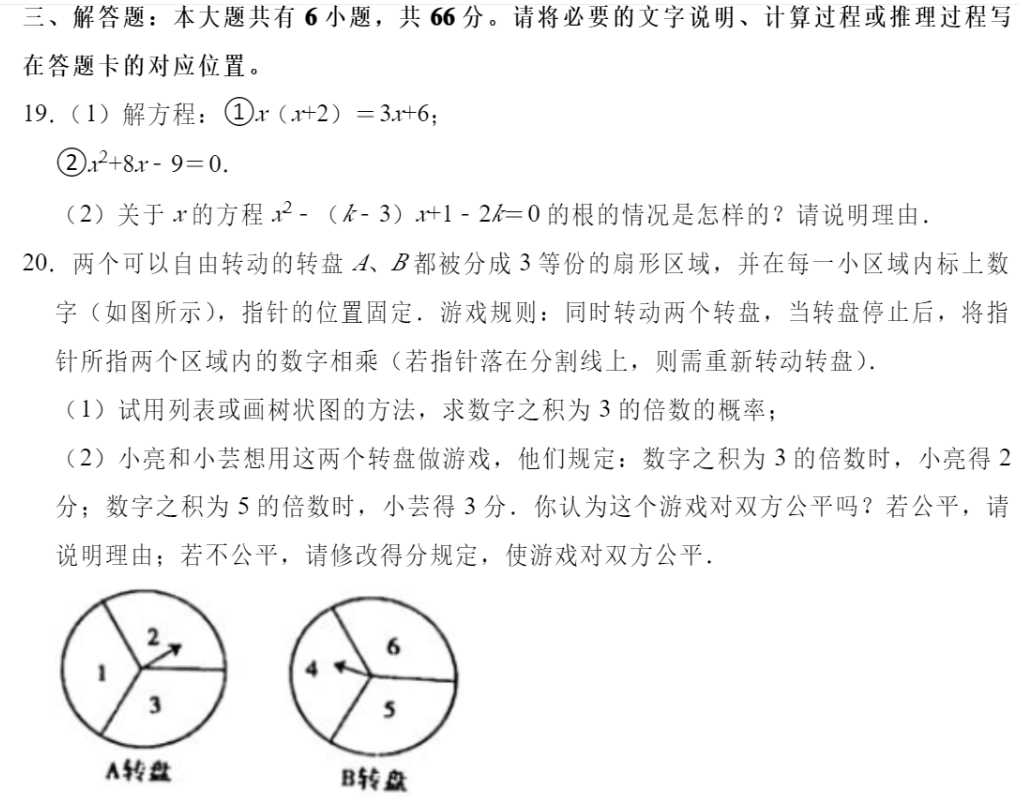 三、解答题：本大题共有 6 小题，共 66 分。请将必要的文字说明、计算过程或推理过程写
在答题卡的对应位置。
19.（1）解方程：①x（x+2）＝3x+6；
②x²+8x﹣9＝0．
（2）关于 x 的方程 x²﹣（k﹣3）x+1﹣2k＝0 的根的情况是怎样的？请说明理由．
20．两个可以自由转动的转盘 A、B 都被分成 3 等份的扇形区域，并在每一小区域内标上数
字（如图所示），指针的位置固定．游戏规则：同时转动两个转盘，当转盘停止后，将指
针所指两个区域内的数字相乘（若指针落在分割线上，则需重新转动转盘）．
（1）试用列表或画树状图的方法，求数字之积为 3 的倍数的概率；
（2）小亮和小芸想用这两个转盘做游戏，他们规定：数字之积为 3 的倍数时，小亮得 2
分；数字之积为 5 的倍数时，小芸得 3 分．你认为这个游戏对双方公平吗？若公平，请
说明理由；若不公平，请修改得分规定，使游戏对双方公平．
2
1
3
A转盘
6
4
5
B转盘